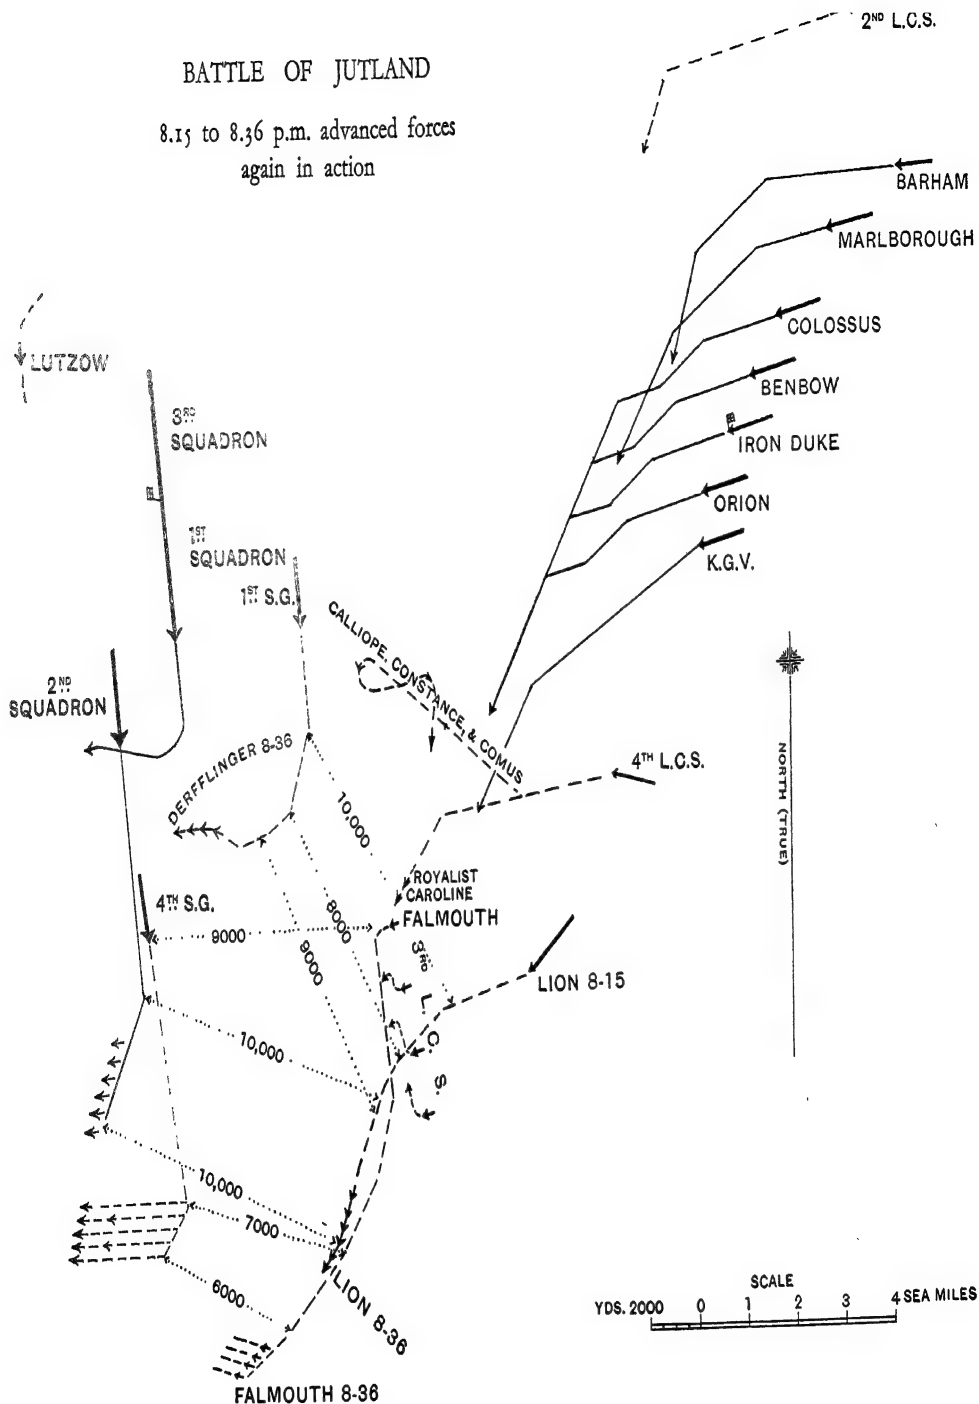 2ND L.C.S.
BATTLE OF JUTLAND
8.15 to 8.36 p.m. advanced forces
again in action
BARHAM
MARLBOROUGH
COLOSSUS
LUTZOW
BENBOW
3RD
SQUADRON
IRON DUKE
ORION
1ST
SQUADRON
1ST S.G.
K.G.V.
CALLIOPE, CONSTANCE, & COMUS
2ND
SQUADRON
DERFFLINGER 8-36
4TH L.C.S.
NORTH (TRUE)
10,000
ROYALIST
CAROLINE
4TH S.G.
FALMOUTH
9000
8000
9000
3RD L. C. S.
LION 8-15
10,000
10,000
7000
6000
LION 8-36
SCALE
YDS. 2000 0 1 2 3 4 SEA MILES
FALMOUTH 8-36